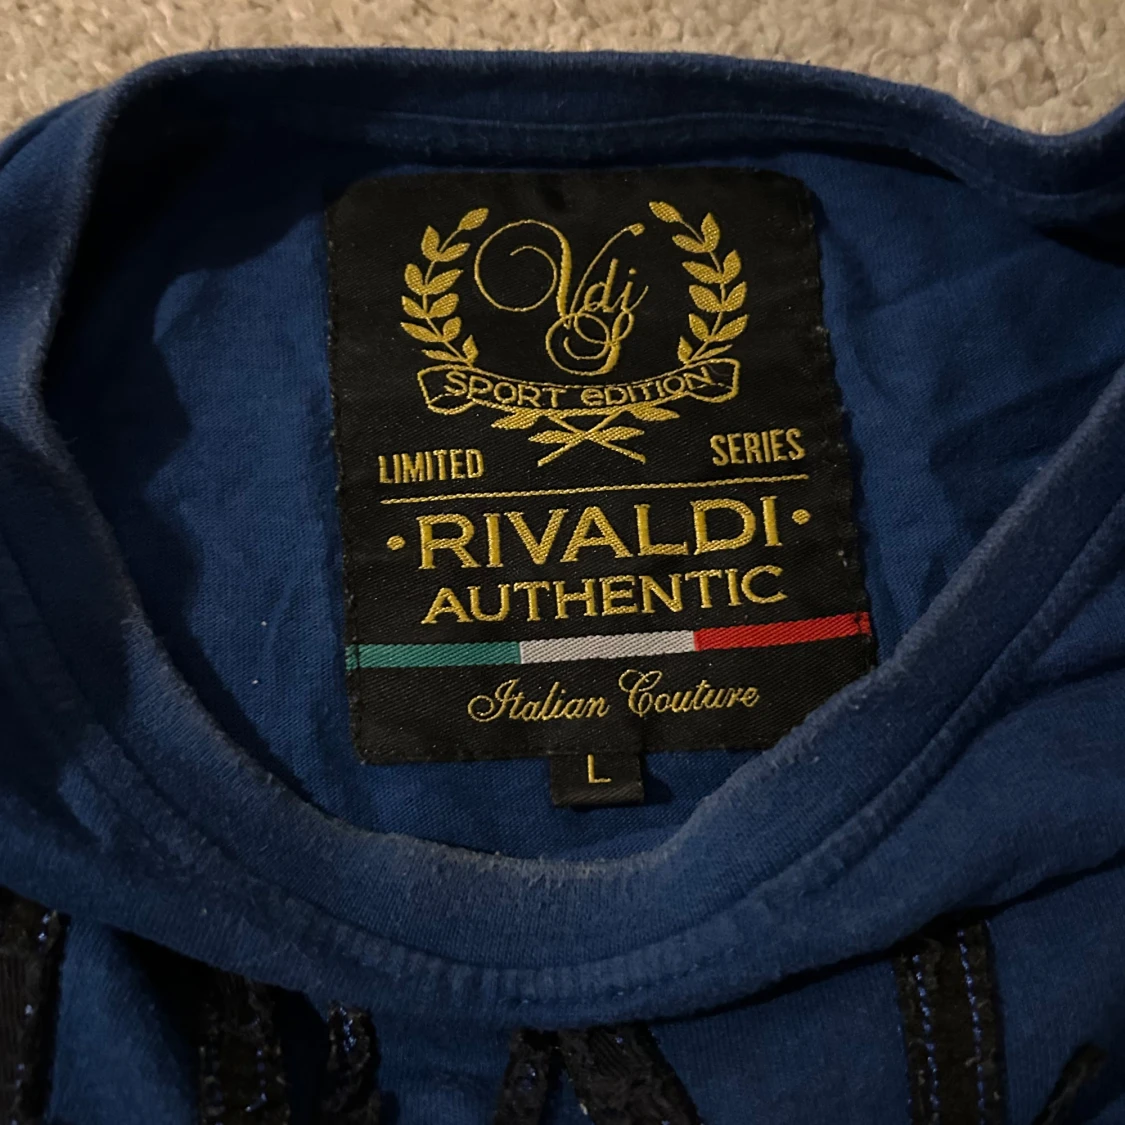 Vdi
S
SPORT eDITION
LIMITED SERIES
• RIVALDI •
AUTHENTIC
Italian Couture
L